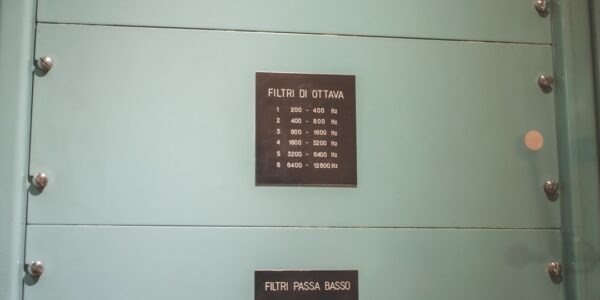 FILTRI DI OTTAVA
1 200 - 400 Hz
2 400 - 800 Hz
3 800 - 1600 Hz
4 1600 - 3200 Hz
5 3200 - 6400 Hz
6 6400 - 12800 Hz
FILTRI PASSA BASSO